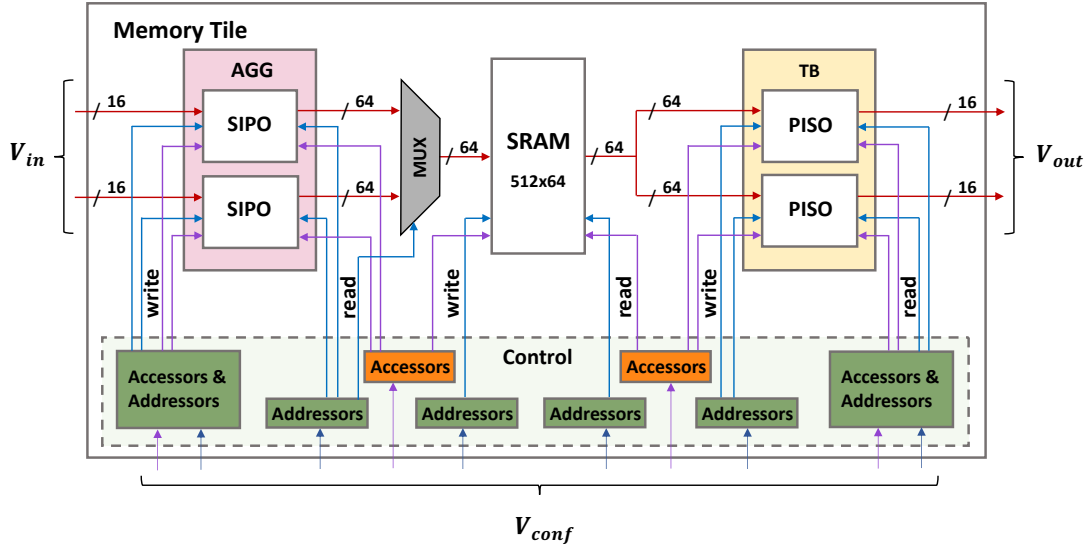 Memory Tile
AGG
TB
16
SIPO
64
MUX
64
SRAM
512x64
64
64
PISO
16
V_in
V_out
16
SIPO
64
64
PISO
16
write
read
write
read
write
read
Control
Accessors &
Addressors
Addressors
Accessors
Addressors
Addressors
Accessors
Addressors
Accessors &
Addressors
V_conf